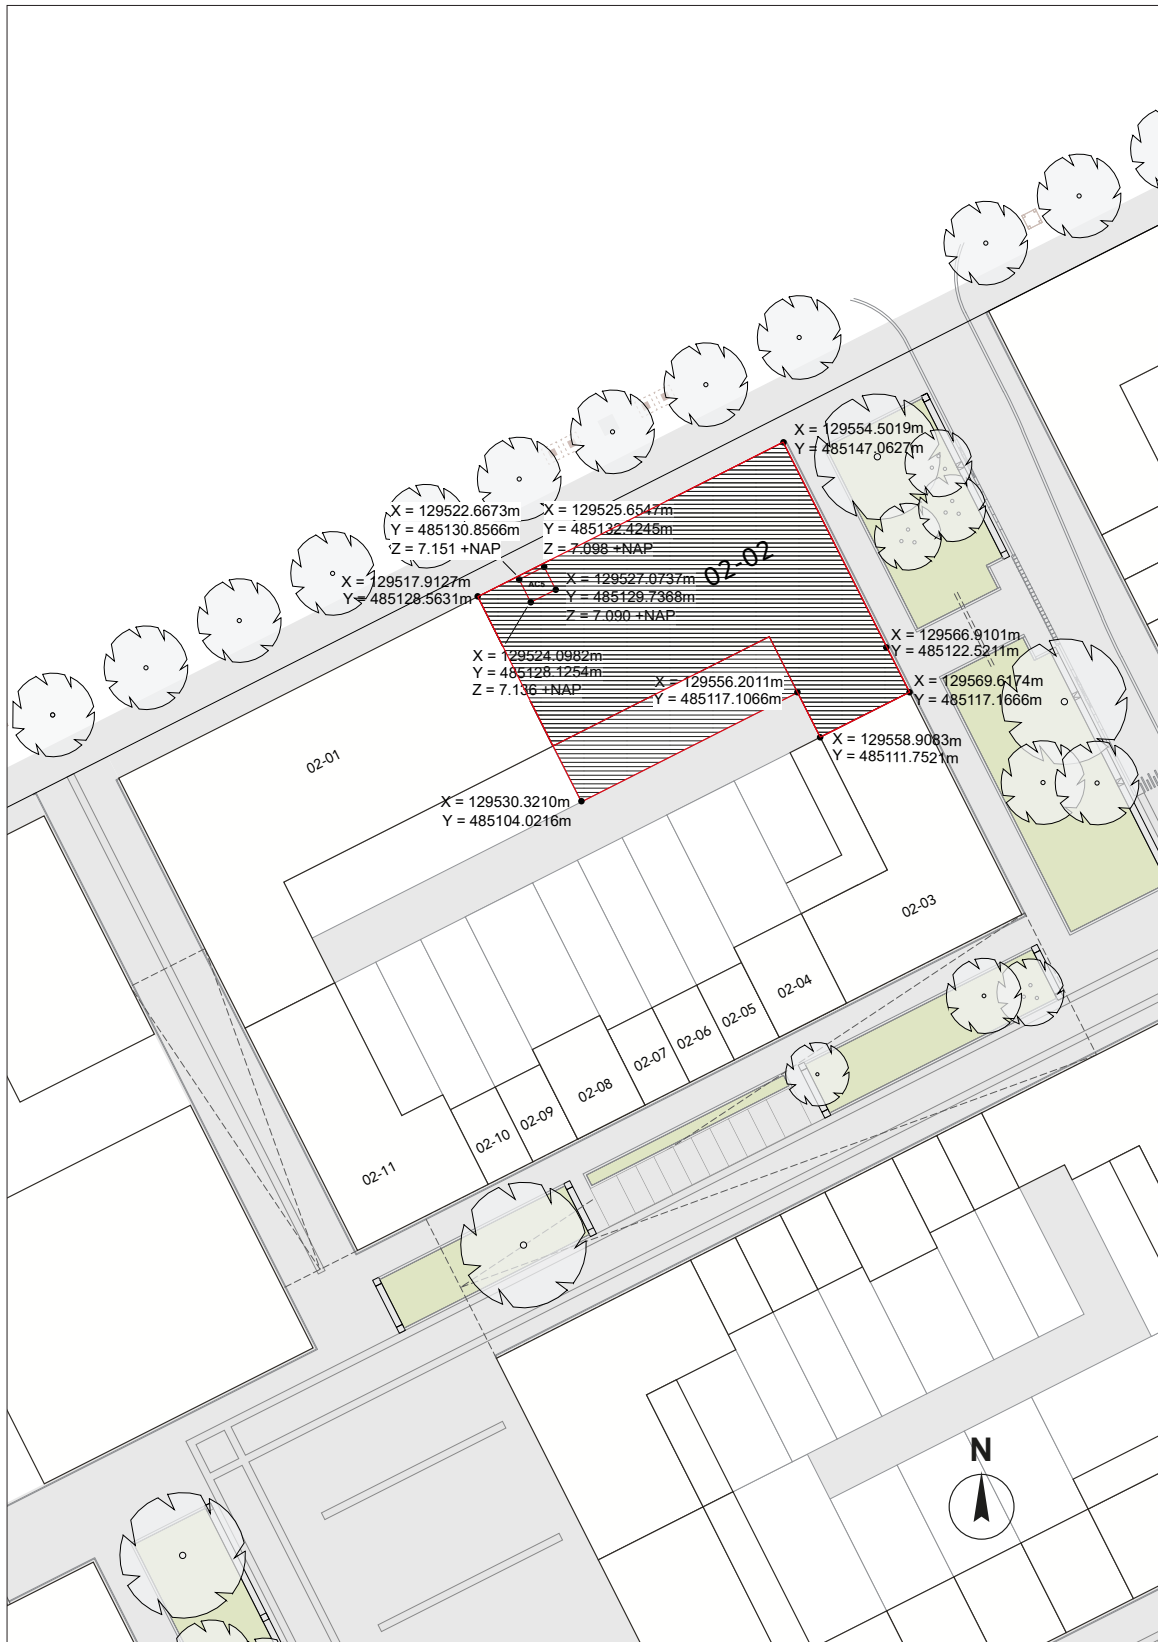 X = 129554.5019m
Y = 485147.0627m
X = 129522.6673m
Y = 485130.8566m
Z = 7.151 +NAP
X = 129525.6547m
Y = 485132.4245m
Z = 7.098 +NAP
02-02
X = 129517.9127m
Y = 485128.5631m
X = 129527.0737m
Y = 485129.7368m
Z = 7.090 +NAP
X = 129566.9101m
Y = 485122.5211m
X = 129524.0982m
Y = 485128.1254m
Z = 7.136 +NAP
X = 129556.2011m
Y = 485117.1066m
X = 129569.6174m
Y = 485117.1666m
X = 129558.9083m
Y = 485111.7521m
02-01
X = 129530.3210m
Y = 485104.0216m
02-03
02-04
02-05
02-06
02-07
02-08
02-09
02-10
02-11
N